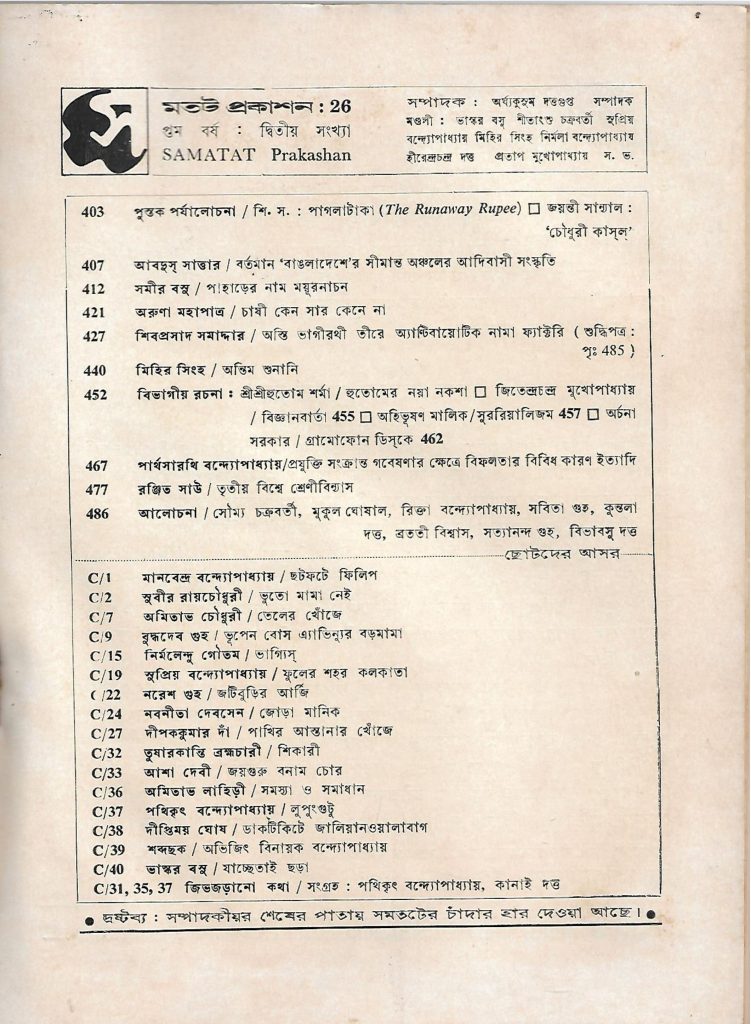 মতট প্রকাশন : 26
প্তম বর্ষ : দ্বিতীয় সংখ্যা
SAMATAT Prakashan
সম্পাদক : অর্ঘ্যকুসুম দত্তগুপ্ত সম্পাদক
মণ্ডলী : ভাস্কর বসু শীতাংশু চক্রবর্তী সুপ্রিয়
বন্দ্যোপাধ্যায় মিহির সিংহ নির্মলা বন্দ্যোপাধ্যায়
হীরেন্দ্রচন্দ্র দত্ত প্রতাপ মুখোপাধ্যায় স. ভ.
403 পুস্তক পর্যালোচনা / শি. স. : পাগলাটাকা (The Runaway Rupee) □ জয়ন্তী সান্যাল :
‘চৌধুরী কাস্‌ল্’
407 আবদুস্ সাত্তার / বর্তমান ‘বাঙলাদেশে’র সীমান্ত অঞ্চলের আদিবাসী সংস্কৃতি
412 সমীর বসু / পাহাড়ের নাম ময়ূরনাচন
421 অরুণা মহাপাত্র / চাষী কেন সার কেনে না
427 শিবপ্রসাদ সমাদ্দার / অস্তি ভাগীরথী তীরে অ্যাণ্টিবায়োটিক নামা ফ্যাক্টরি ( শুদ্ধিপত্র :
পৃঃ 485 )
440 মিহির সিংহ / অন্তিম শুনানি
452 বিভাগীয় রচনা : শ্রীশ্রীহুতোম শর্মা / হুতোমের নয়া নকশা □ জিতেন্দ্রচন্দ্র মুখোপাধ্যায়
/ বিজ্ঞানবার্তা 455 □ অহিভূষণ মালিক/সুররিয়ালিজম 457 □ অর্চনা
সরকার / গ্রামোফোন ডিস্‌কে 462
467 পার্থসারথি বন্দ্যোপাধ্যায়/প্রযুক্তি সংক্রান্ত গবেষণার ক্ষেত্রে বিফলতার বিবিধ কারণ ইত্যাদি
477 রঞ্জিত সাউ / তৃতীয় বিশ্বে শ্রেণীবিন্যাস
486 আলোচনা / সৌম্য চক্রবর্তী, মুকুল ঘোষাল, রিক্তা বন্দ্যোপাধ্যায়, সবিতা গুহ, কুন্তলা
দত্ত, ব্রততী বিশ্বাস, সত্যানন্দ গুহ, বিভাবসু দত্ত
ছোটদের আসর
C/1 মানবেন্দ্র বন্দ্যোপাধ্যায় / ছটফটে ফিলিপ
C/2 সুবীর রায়চৌধুরী / ভুতো মামা নেই
C/7 অমিতাভ চৌধুরী / তেলের খোঁজে
C/9 বুদ্ধদেব গুহ / ভূপেন বোস এ্যাভিন্যুর বড়মামা
C/15 নির্মলেন্দু গৌতম / ভাগ্যিস্
C/19 সুপ্রিয় বন্দ্যোপাধ্যায় / ফুলের শহর কলকাতা
C/22 নরেশ গুহ / জটিবুড়ির আর্জি
C/24 নবনীতা দেবসেন / জোড়া মানিক
C/27 দীপককুমার দাঁ / পাখির আস্তানার খোঁজে
C/32 তুষারকান্তি ব্রহ্মচারী / শিকারী
C/33 আশা দেবী / জয়গুরু বনাম চোর
C/36 অমিতাভ লাহিড়ী / সমস্যা ও সমাধান
C/37 পথিকৃৎ বন্দ্যোপাধ্যায় / লুপুংগুটু
C/38 দীপ্তিময় ঘোষ / ডাকটিকিটে জালিয়ানওয়ালাবাগ
C/39 শব্দছক / অভিজিৎ বিনায়ক বন্দ্যোপাধ্যায়
C/40 ভাস্কর বসু / যাচ্ছেতাই ছড়া
C/31, 35, 37 জিভজড়ানো কথা / সংগ্রহ : পথিকৃৎ বন্দ্যোপাধ্যায়, কানাই দত্ত
● দ্রষ্টব্য : সম্পাদকীয়র শেষের পাতায় সমতটের চাঁদার হার দেওয়া আছে। ●